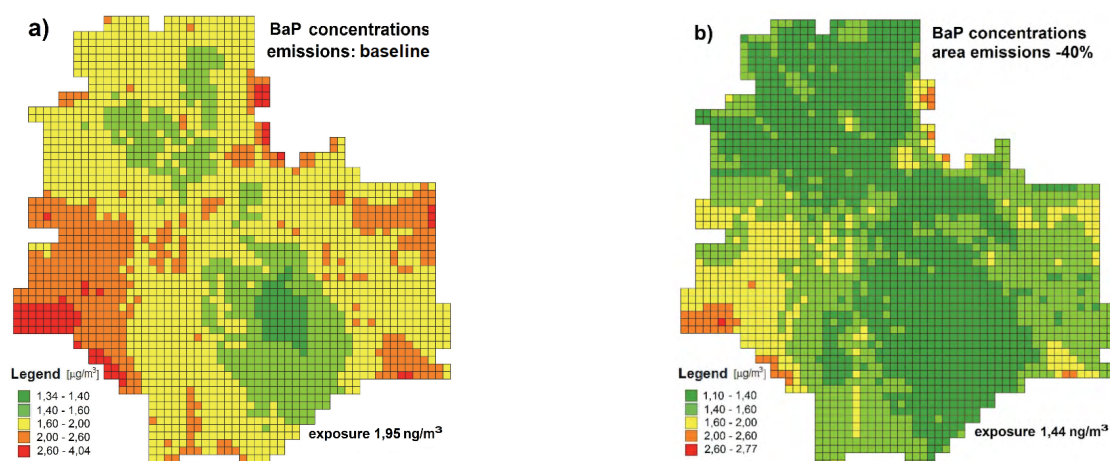 a)
BaP concentrations
emissions: baseline
Legend [µg/m³]
1,34 - 1,40
1,40 - 1,60
1,60 - 2,00
2,00 - 2,60
2,60 - 4,04
exposure 1,95 ng/m³
b)
BaP concentrations
area emissions -40%
Legend [µg/m³]
1,10 - 1,40
1,40 - 1,60
1,60 - 2,00
2,00 - 2,60
2,60 - 2,77
exposure 1,44 ng/m³